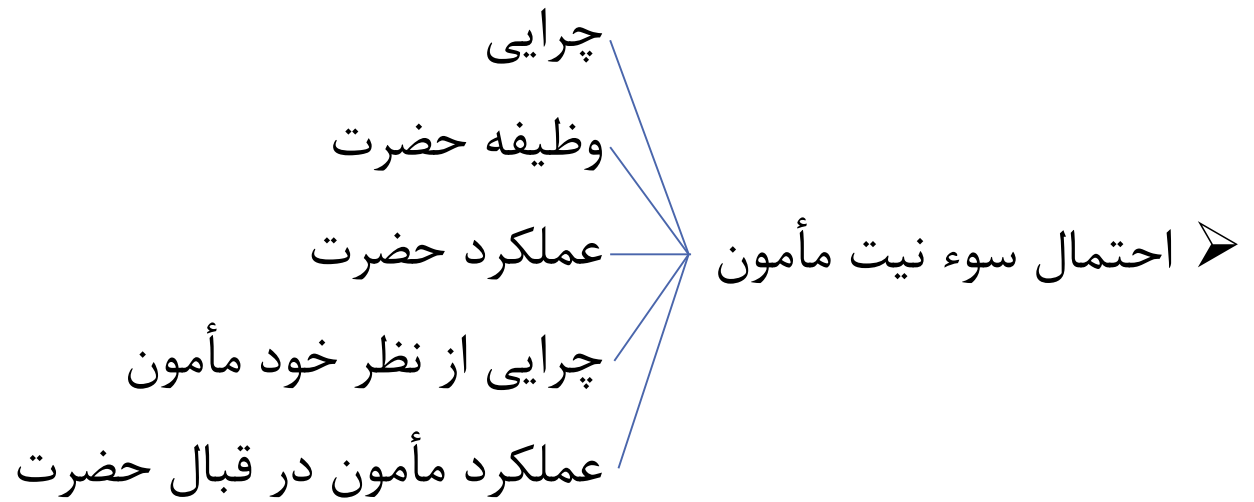 احتمال سوء نیت مأمون
چرایی
وظیفه حضرت
عملکرد حضرت
چرایی از نظر خود مأمون
عملکرد مأمون در قبال حضرت